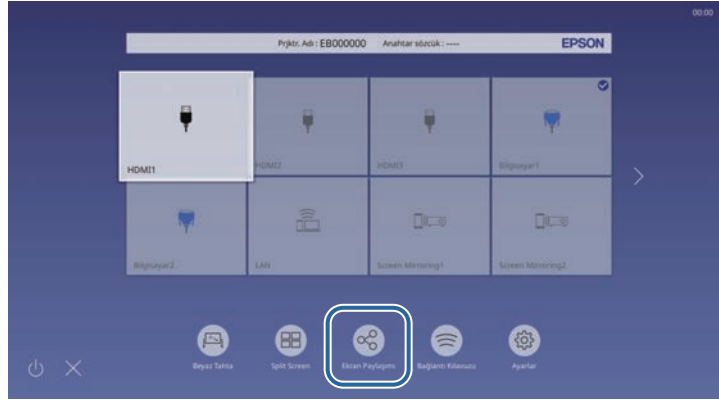 00:00
Prjktr. Adı : EB000000 Anahtar sözcük : ---- EPSON
HDMI1 HDMI2 HDMI3 Bilgisayar1
Bilgisayar2 LAN Screen Mirroring1 Screen Mirroring2
Beyaz Tahta Split Screen Ekran Paylaşımı Bağlantı Kılavuzu Ayarlar